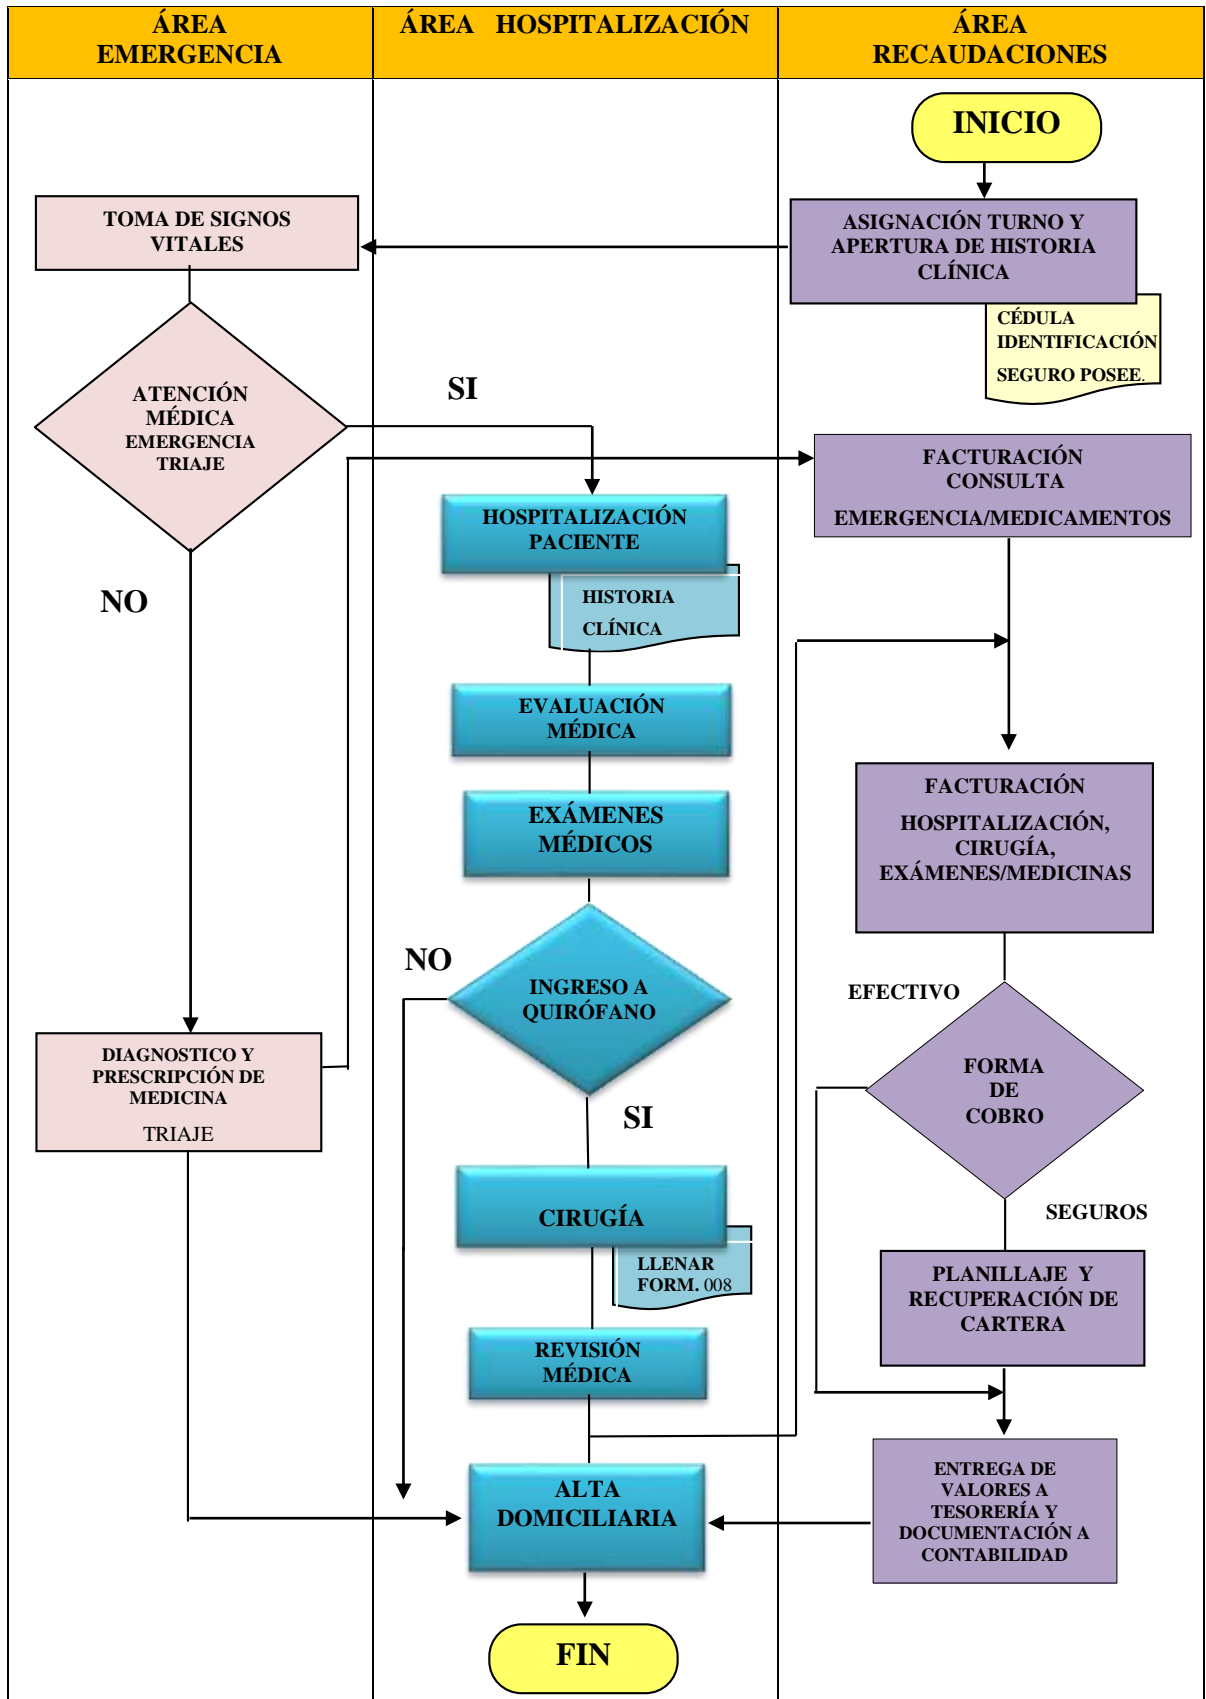 ÁREA
EMERGENCIA
ÁREA HOSPITALIZACIÓN
ÁREA
RECAUDACIONES
INICIO
TOMA DE SIGNOS
VITALES
ASIGNACIÓN TURNO Y
APERTURA DE HISTORIA
CLÍNICA
CÉDULA
IDENTIFICACIÓN
SEGURO POSEE.
ATENCIÓN
MÉDICA
EMERGENCIA
TRIAJE
SI
NO
FACTURACIÓN
CONSULTA
EMERGENCIA/MEDICAMENTOS
HOSPITALIZACIÓN
PACIENTE
HISTORIA
CLÍNICA
EVALUACIÓN
MÉDICA
EXÁMENES
MÉDICOS
FACTURACIÓN
HOSPITALIZACIÓN,
CIRUGÍA,
EXÁMENES/MEDICINAS
NO
INGRESO A
QUIRÓFANO
SI
EFECTIVO
FORMA
DE
COBRO
SEGUROS
DIAGNOSTICO Y
PRESCRIPCIÓN DE
MEDICINA
TRIAJE
CIRUGÍA
LLENAR
FORM. 008
PLANILLAJE Y
RECUPERACIÓN DE
CARTERA
REVISIÓN
MÉDICA
ALTA
DOMICILIARIA
ENTREGA DE
VALORES A
TESORERÍA Y
DOCUMENTACIÓN A
CONTABILIDAD
FIN